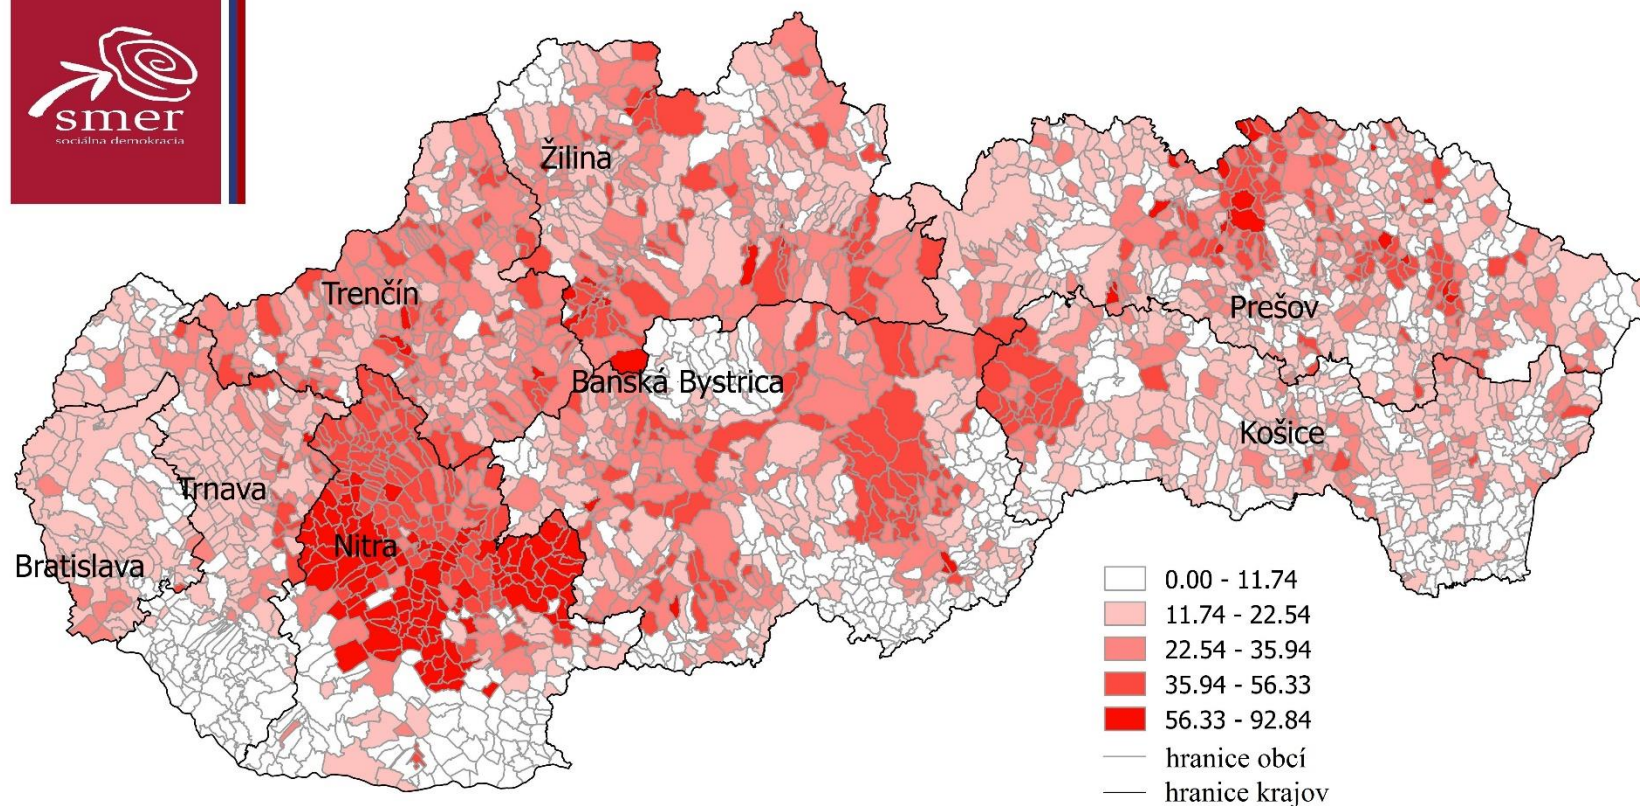 smer
sociálna demokracia
Žilina
Trenčín
Prešov
Banská Bystrica
Košice
Trnava
Nitra
Bratislava
0.00 - 11.74
11.74 - 22.54
22.54 - 35.94
35.94 - 56.33
56.33 - 92.84
hranice obcí
hranice krajov